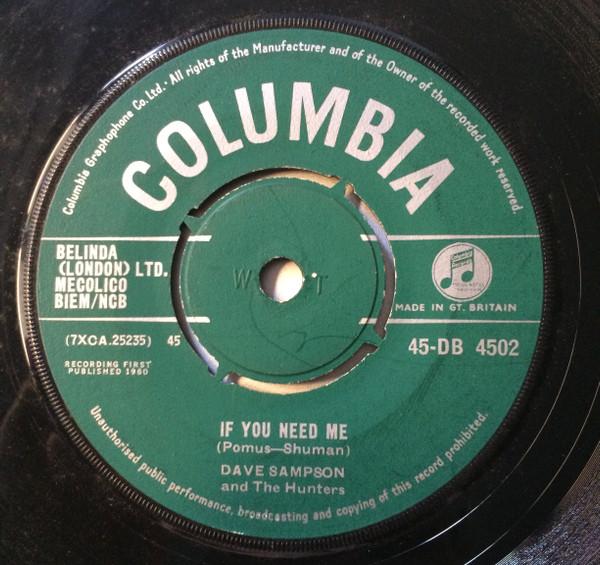 Columbia Graphophone Co. Ltd. · All rights of the Manufacturer and of the Owner of the recorded work reserved.
COLUMBIA
BELINDA
(LONDON) LTD.
MECOLICO
BIEM/NCB
MADE IN GT. BRITAIN
(7XCA.25235) 45
45-DB 4502
RECORDING FIRST
PUBLISHED 1960
IF YOU NEED ME
(Pomus—Shuman)
DAVE SAMPSON
and The Hunters
Unauthorised public performance, broadcasting and copying of this record prohibited.